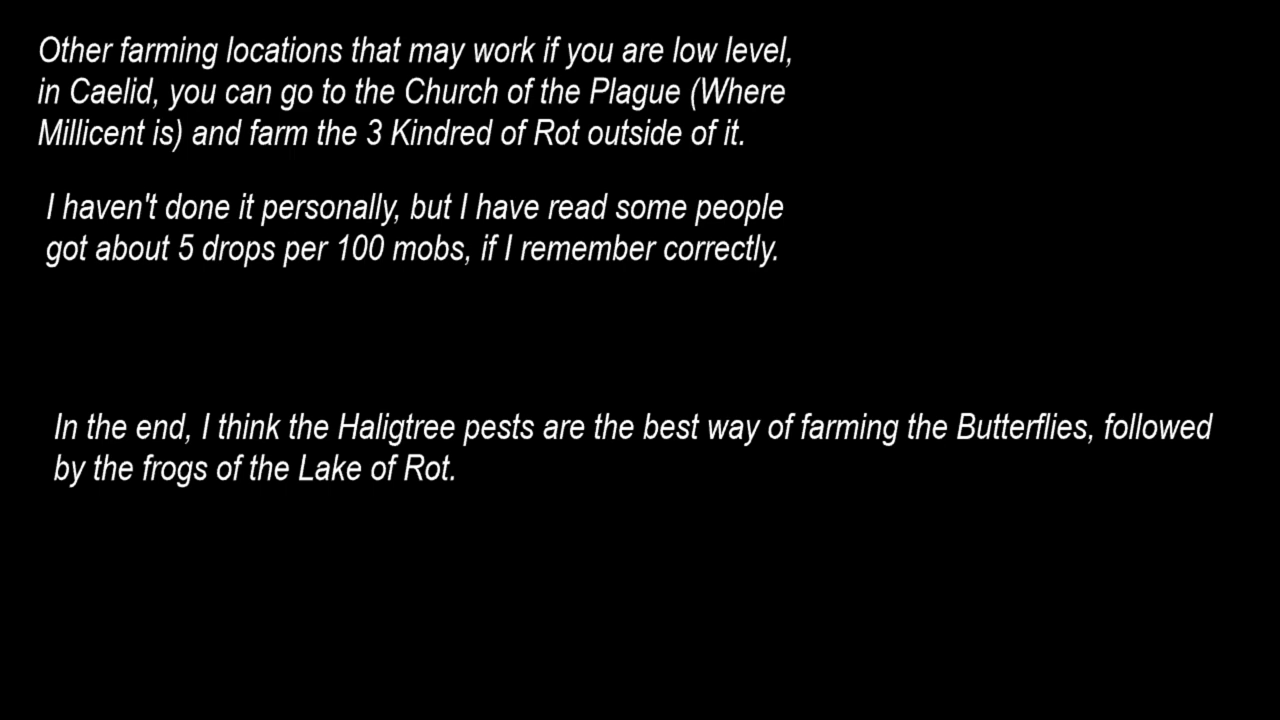 Other farming locations that may work if you are low level,
in Caelid, you can go to the Church of the Plague (Where
Millicent is) and farm the 3 Kindred of Rot outside of it.
I haven't done it personally, but I have read some people
got about 5 drops per 100 mobs, if I remember correctly.
In the end, I think the Haligtree pests are the best way of farming the Butterflies, followed
by the frogs of the Lake of Rot.